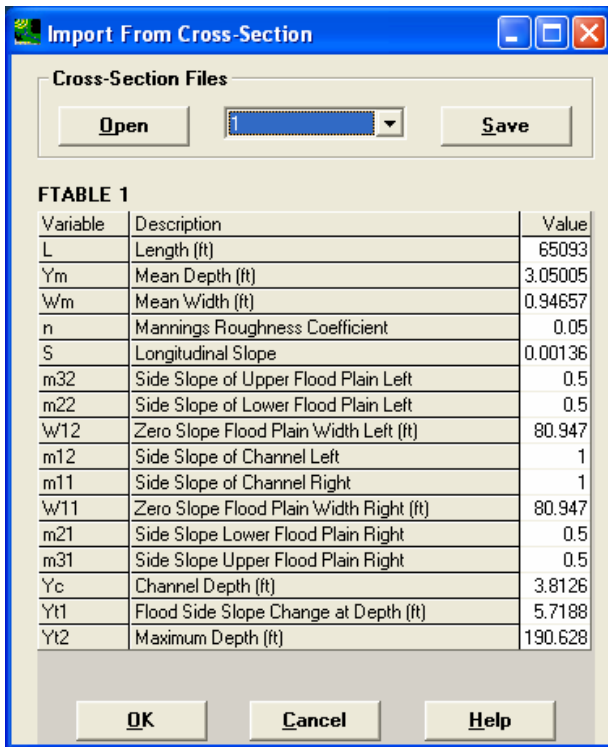 Import From Cross-Section
Cross-Section Files
Open 1 Save
FTABLE 1
Variable Description Value
L Length (ft) 65093
Ym Mean Depth (ft) 3.05005
Wm Mean Width (ft) 0.94657
n Mannings Roughness Coefficient 0.05
S Longitudinal Slope 0.00136
m32 Side Slope of Upper Flood Plain Left 0.5
m22 Side Slope of Lower Flood Plain Left 0.5
W12 Zero Slope Flood Plain Width Left (ft) 80.947
m12 Side Slope of Channel Left 1
m11 Side Slope of Channel Right 1
W11 Zero Slope Flood Plain Width Right (ft) 80.947
m21 Side Slope Lower Flood Plain Right 0.5
m31 Side Slope Upper Flood Plain Right 0.5
Yc Channel Depth (ft) 3.8126
Yt1 Flood Side Slope Change at Depth (ft) 5.7188
Yt2 Maximum Depth (ft) 190.628
OK Cancel Help